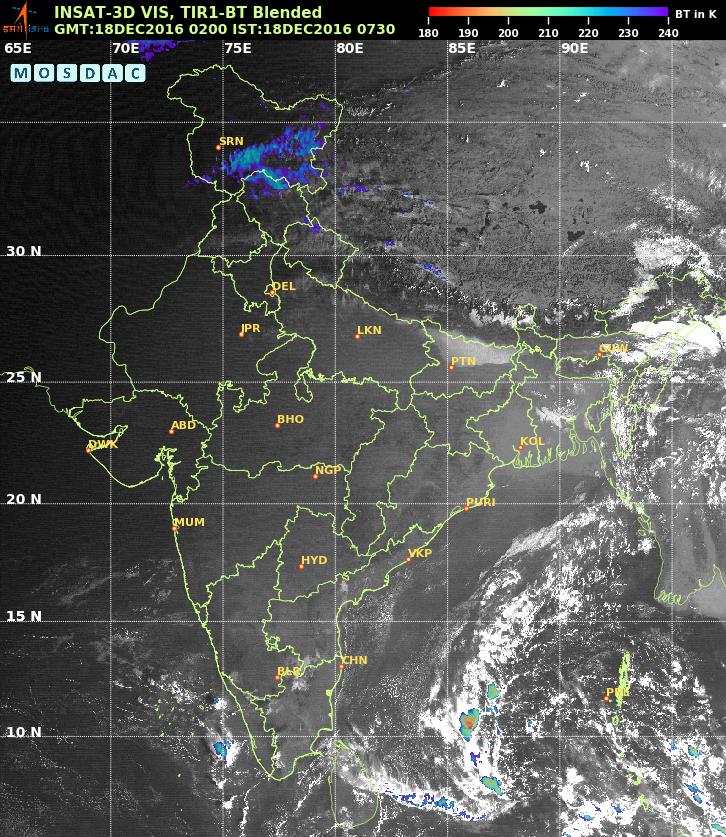 INSAT-3D VIS, TIR1-BT Blended
GMT:18DEC2016 0200 IST:18DEC2016 0730
BT in K
180 190 200 210 220 230 240
65E 70E 75E 80E 85E 90E
MOSDAC
SRN
30 N
DEL
JPR LKN
GUW
PTN
25 N
ABD BHO
DWK KOL
NGP
20 N PURI
MUM
VKP
HYD
15 N
CHN
BLR
10 N